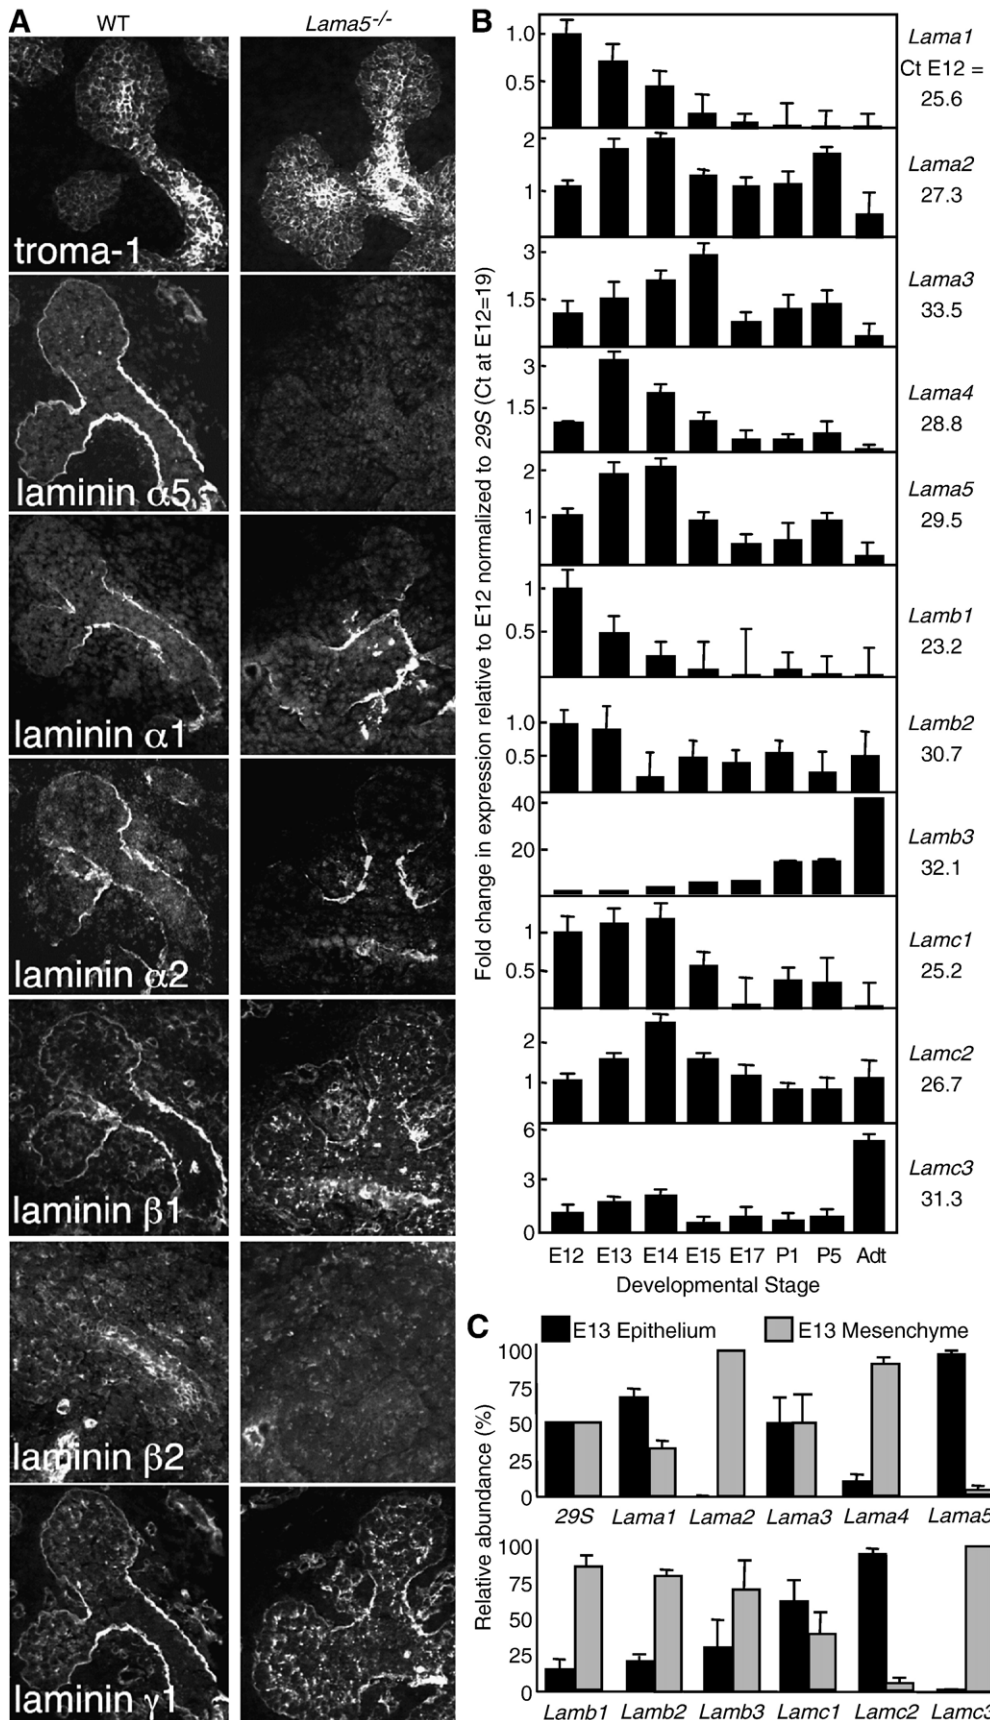 A
WT
Lama5-/-
troma-1
laminin α5
laminin α1
laminin α2
laminin β1
laminin β2
laminin γ1
B
Fold change in expression relative to E12 normalized to 29S (Ct at E12=19)
1.0
0.5
Lama1
Ct E12 =
25.6
2
1
Lama2
27.3
3
1.5
Lama3
33.5
3
1.5
Lama4
28.8
2
1
Lama5
29.5
1
0.5
Lamb1
23.2
1.0
0.5
Lamb2
30.7
40
20
Lamb3
32.1
1
0.5
Lamc1
25.2
2
1
Lamc2
26.7
6
3
0
Lamc3
31.3
E12 E13 E14 E15 E17 P1 P5 Adt
Developmental Stage
C
E13 Epithelium E13 Mesenchyme
Relative abundance (%)
100
75
50
25
0
29S Lama1 Lama2 Lama3 Lama4 Lama5
Relative abundance (%)
100
75
50
25
0
Lamb1 Lamb2 Lamb3 Lamc1 Lamc2 Lamc3